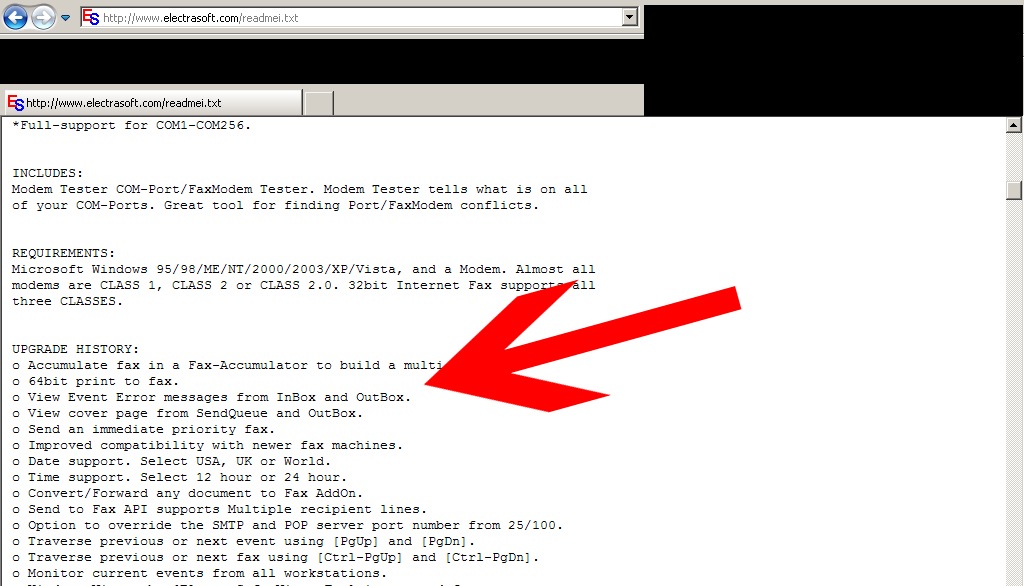 http://www.electrasoft.com/readmei.txt
http://www.electrasoft.com/readmei.txt
*Full-support for COM1-COM256.
INCLUDES:
Modem Tester COM-Port/FaxModem Tester. Modem Tester tells what is on all
of your COM-Ports. Great tool for finding Port/FaxModem conflicts.
REQUIREMENTS:
Microsoft Windows 95/98/ME/NT/2000/2003/XP/Vista, and a Modem. Almost all
modems are CLASS 1, CLASS 2 or CLASS 2.0. 32bit Internet Fax supports all
three CLASSES.
UPGRADE HISTORY:
o Accumulate fax in a Fax-Accumulator to build a multi
o 64bit print to fax.
o View Event Error messages from InBox and OutBox.
o View cover page from SendQueue and OutBox.
o Send an immediate priority fax.
o Improved compatibility with newer fax machines.
o Date support. Select USA, UK or World.
o Time support. Select 12 hour or 24 hour.
o Convert/Forward any document to Fax AddOn.
o Send to Fax API supports Multiple recipient lines.
o Option to override the SMTP and POP server port number from 25/100.
o Traverse previous or next event using [PgUp] and [PgDn].
o Traverse previous or next fax using [Ctrl-PgUp] and [Ctrl-PgDn].
o Monitor current events from all workstations.